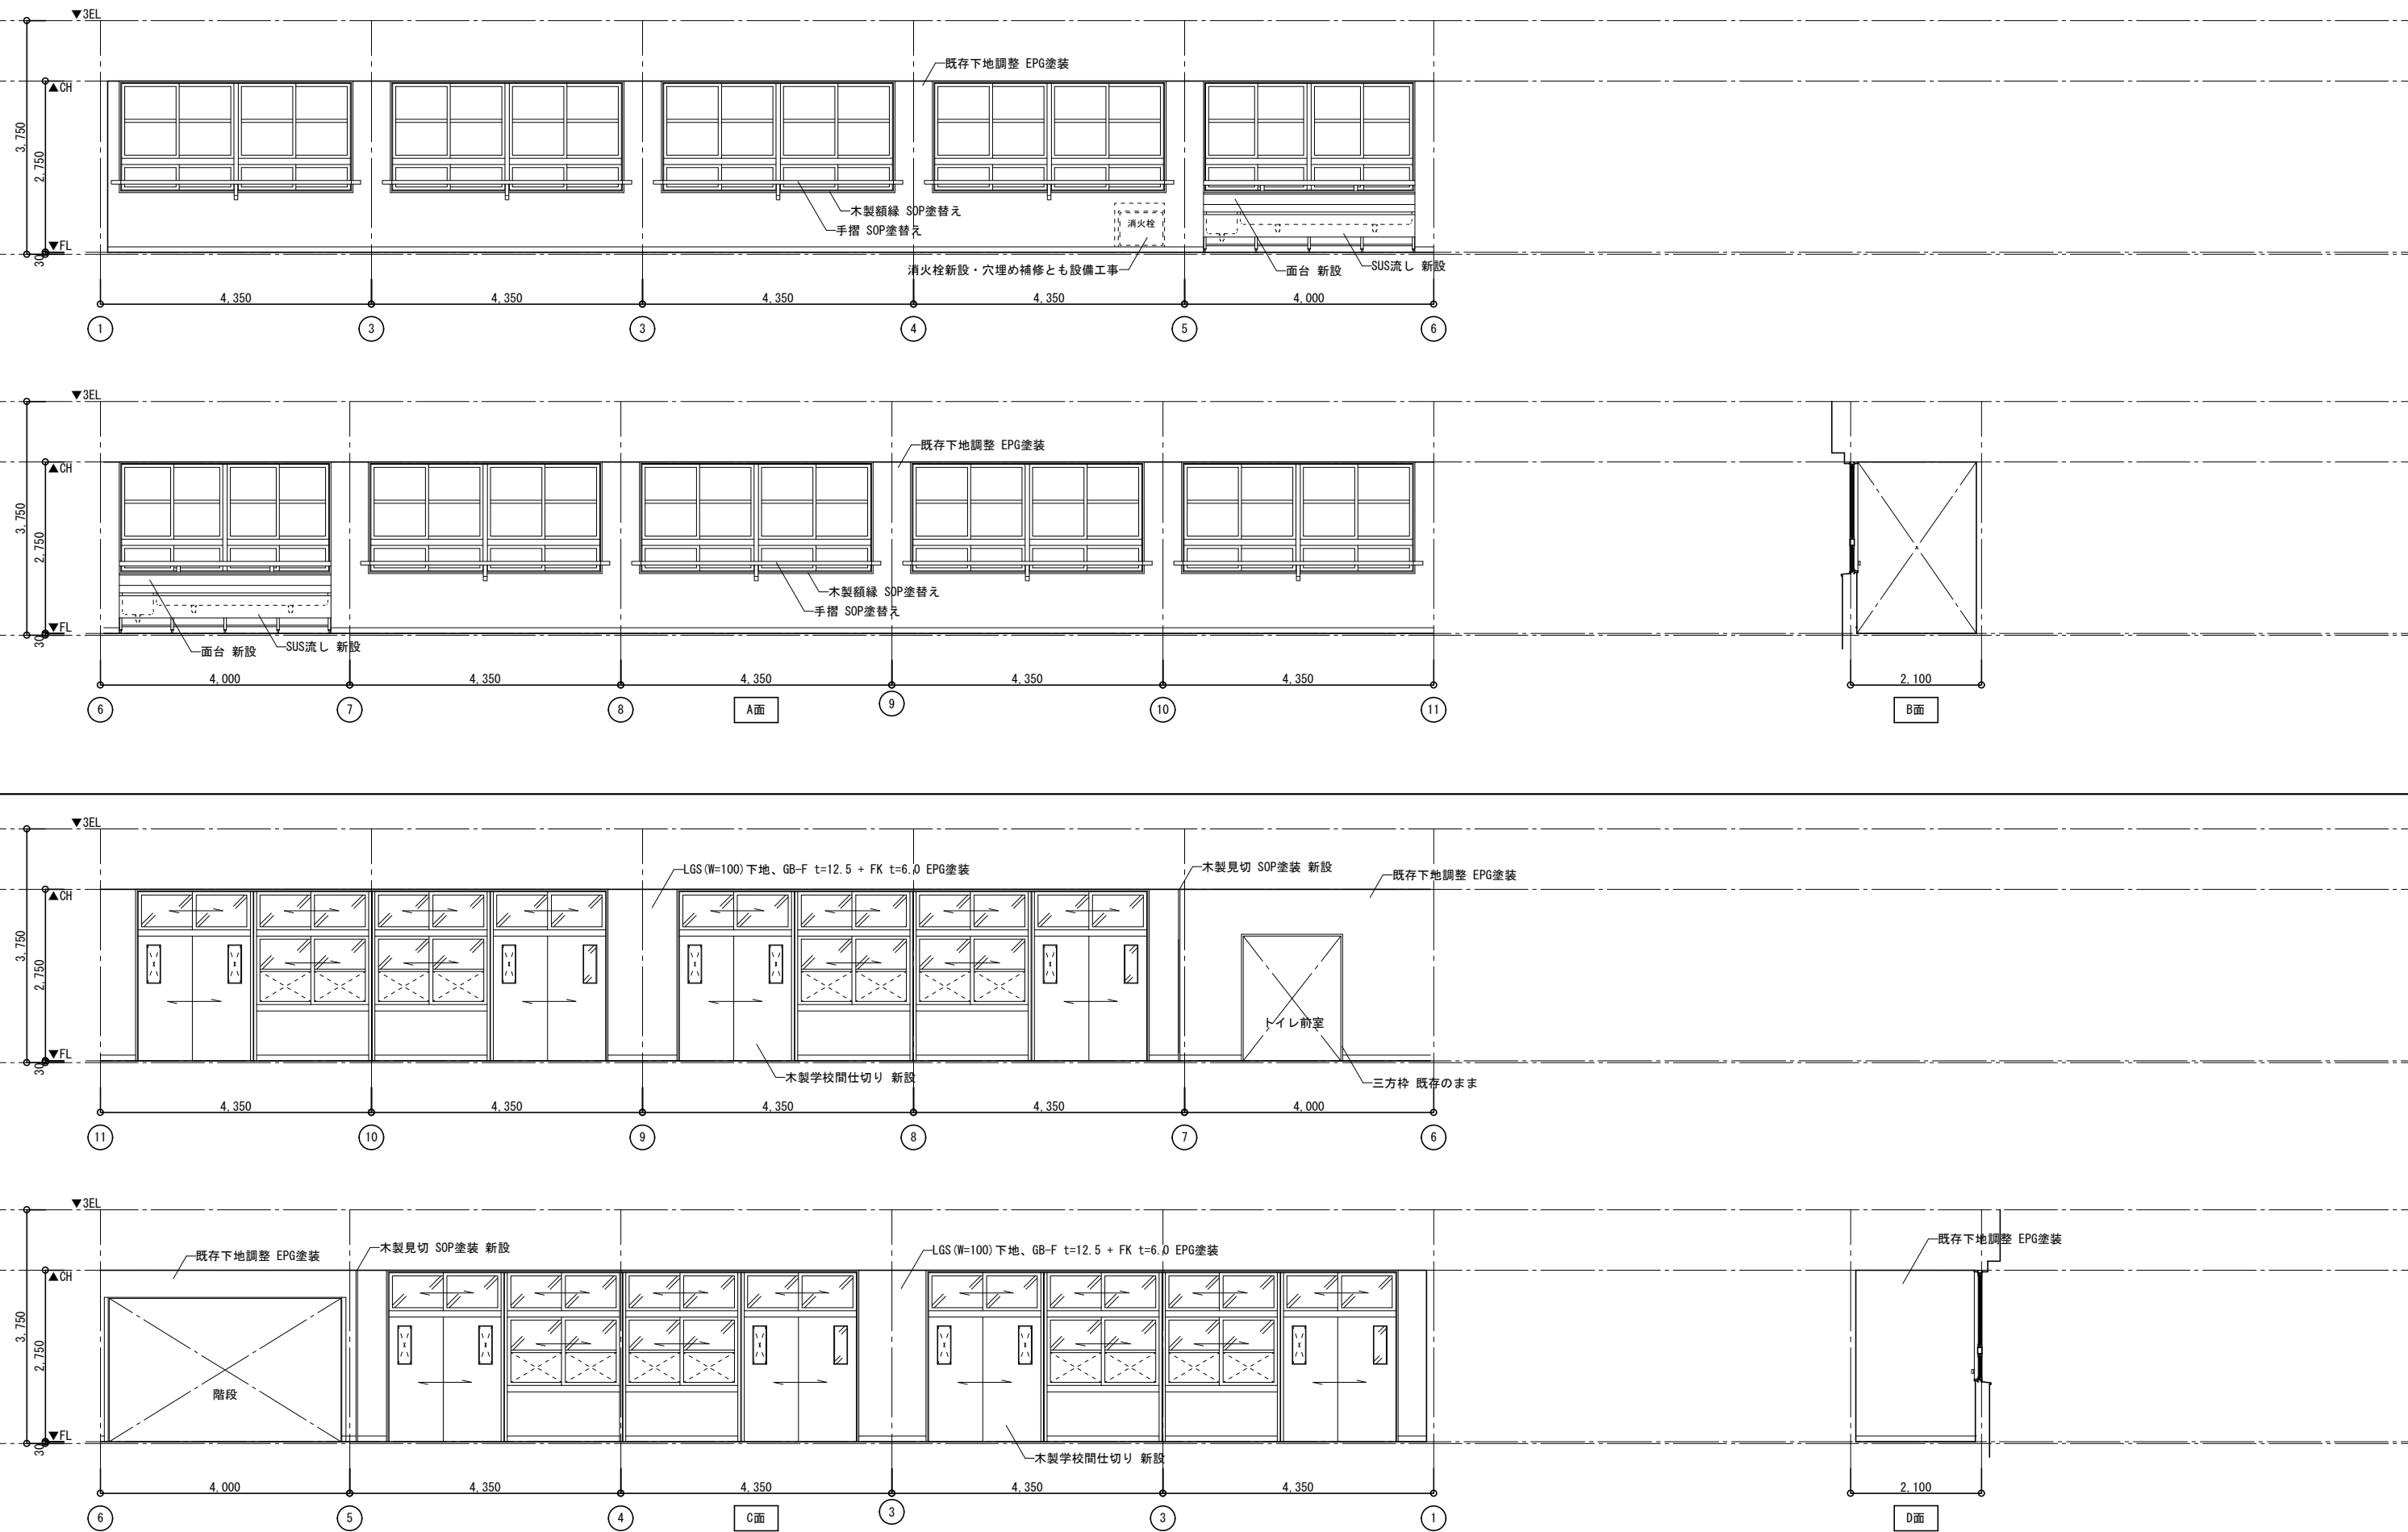 ▼3EL
既存下地調整 EPG塗装
▲CH
3,750
2,750
木製額縁 SOP塗替え
手摺 SOP塗替え
消火栓
▼FL
30
消火栓新設・穴埋め補修とも設備工事
面台 新設
SUS流し 新設
4,350
4,350
4,350
4,350
4,000
1
3
3
4
5
6
▼3EL
既存下地調整 EPG塗装
▲CH
3,750
2,750
木製額縁 SOP塗替え
手摺 SOP塗替え
▼FL
30
面台 新設
SUS流し 新設
4,000
4,350
4,350
4,350
4,350
2,100
6
7
8
A面
9
10
11
B面
▼3EL
LGS(W=100)下地、GB-F t=12.5 + FK t=6.0 EPG塗装
木製見切 SOP塗装 新設
既存下地調整 EPG塗装
▲CH
3,750
2,750
トイレ前室
▼FL
30
木製学校間仕切り 新設
三方枠 既存のまま
4,350
4,350
4,350
4,350
4,000
11
10
9
8
7
6
▼3EL
既存下地調整 EPG塗装
木製見切 SOP塗装 新設
LGS(W=100)下地、GB-F t=12.5 + FK t=6.0 EPG塗装
既存下地調整 EPG塗装
▲CH
3,750
2,750
階段
▼FL
30
木製学校間仕切り 新設
4,000
4,350
4,350
4,350
4,350
2,100
6
5
4
C面
3
3
1
D面